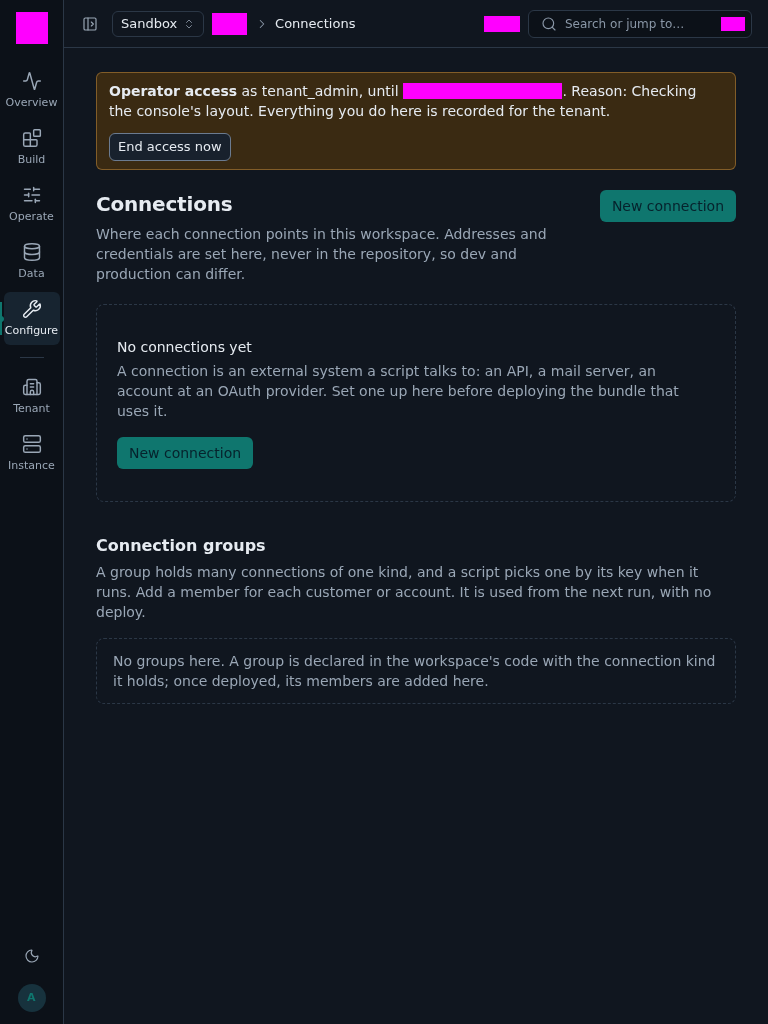 Sandbox
Connections
Search or jump to…
Overview
Build
Operate
Data
Configure
Tenant
Instance
A
Operator access as tenant_admin, until . Reason: Checking
the console's layout. Everything you do here is recorded for the tenant.
End access now
Connections
New connection
Where each connection points in this workspace. Addresses and
credentials are set here, never in the repository, so dev and
production can differ.
No connections yet
A connection is an external system a script talks to: an API, a mail server, an
account at an OAuth provider. Set one up here before deploying the bundle that
uses it.
New connection
Connection groups
A group holds many connections of one kind, and a script picks one by its key when it
runs. Add a member for each customer or account. It is used from the next run, with no
deploy.
No groups here. A group is declared in the workspace's code with the connection kind
it holds; once deployed, its members are added here.